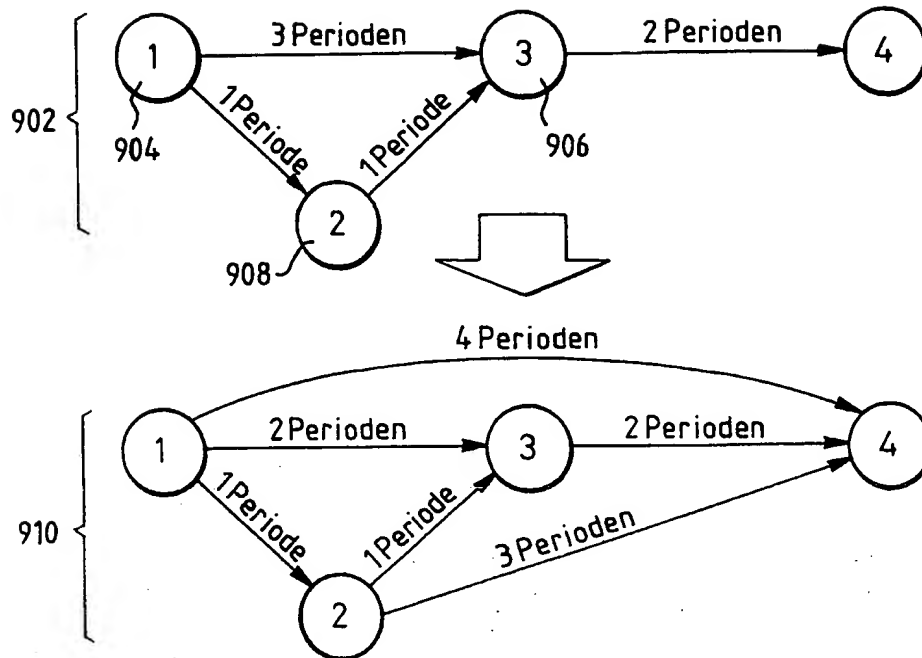 1
3 Perioden
3
2 Perioden
4
902
904
1 Periode
1 Periode
906
2
908
4 Perioden
1
2 Perioden
3
2 Perioden
4
910
1 Periode
1 Periode
3 Perioden
2